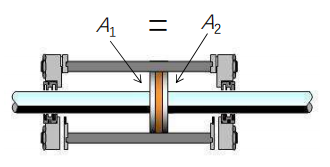 A₁ = A₂